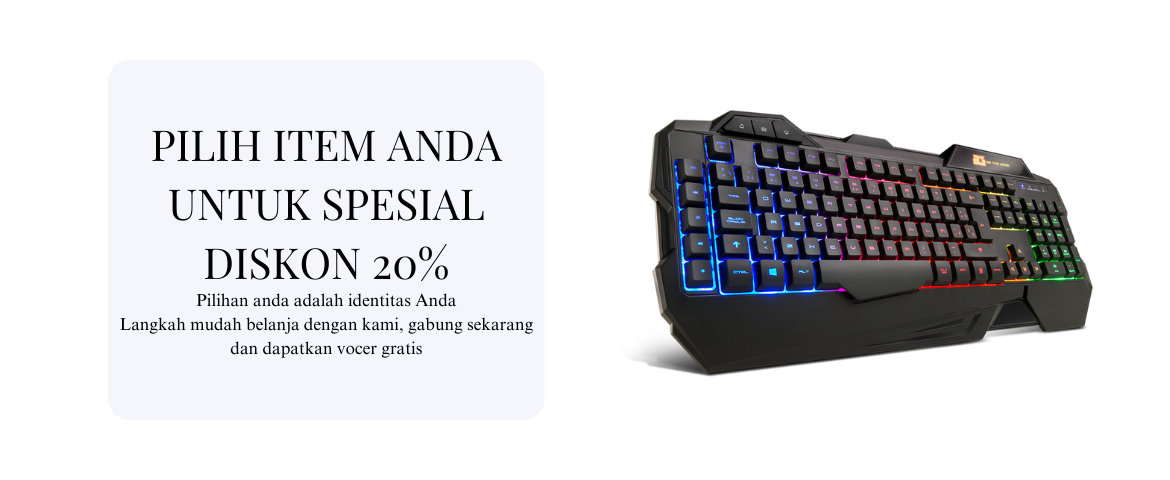 PILIH ITEM ANDA
UNTUK SPESIAL
DISKON 20%
Pilihan anda adalah identitas Anda
Langkah mudah belanja dengan kami, gabung sekarang
dan dapatkan vocer gratis